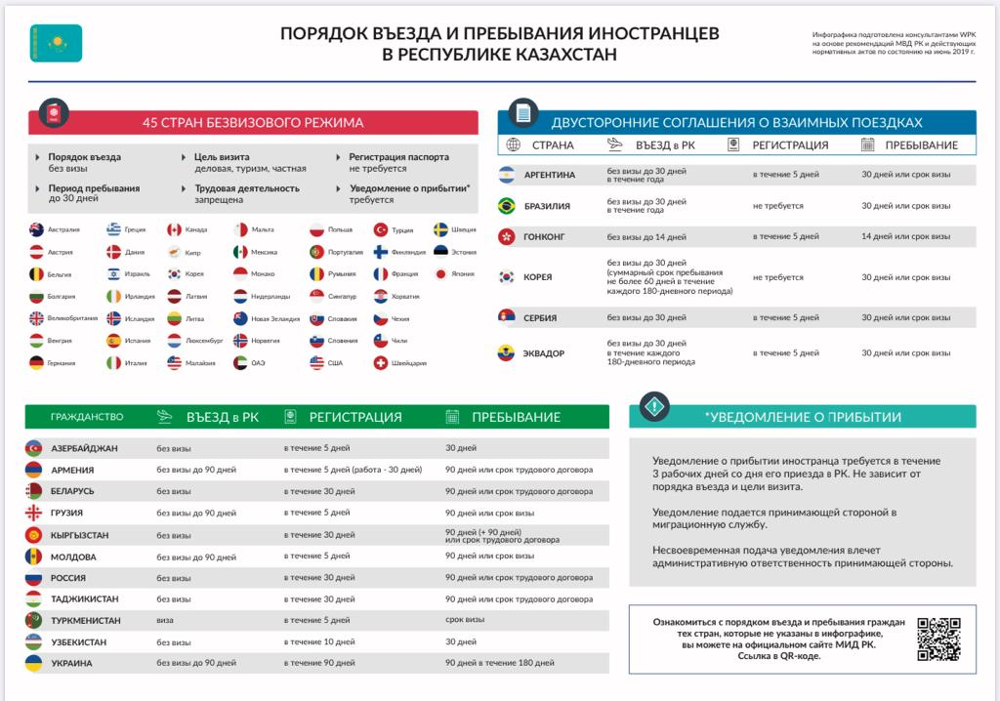 ПОРЯДОК ВЪЕЗДА И ПРЕБЫВАНИЯ ИНОСТРАНЦЕВ
В РЕСПУБЛИКЕ КАЗАХСТАН
Инфографика подготовлена консультантами WPK
на основе рекомендаций МВД РК и действующих
нормативных актов по состоянию на июнь 2019 г.
45 СТРАН БЕЗВИЗОВОГО РЕЖИМА
Порядок въезда
без визы
Цель визита
деловая, туризм, частная
Регистрация паспорта
не требуется
Период пребывания
до 30 дней
Трудовая деятельность
запрещена
Уведомление о прибытии*
требуется
Австралия Греция Канада Мальта Польша Турция Швеция
Австрия Дания Кипр Мексика Португалия Финляндия Эстония
Бельгия Израиль Корея Монако Румыния Франция Япония
Болгария Ирландия Латвия Нидерланды Сингапур Хорватия
Великобритания Исландия Литва Новая Зеландия Словакия Чехия
Венгрия Испания Люксембург Норвегия Словения Чили
Германия Италия Малайзия ОАЭ США Швейцария
ДВУСТОРОННИЕ СОГЛАШЕНИЯ О ВЗАИМНЫХ ПОЕЗДКАХ
СТРАНА ВЪЕЗД в РК РЕГИСТРАЦИЯ ПРЕБЫВАНИЕ
АРГЕНТИНА без визы до 30 дней
в течение года в течение 5 дней 30 дней или срок визы
БРАЗИЛИЯ без визы до 30 дней
в течение года не требуется 30 дней или срок визы
ГОНКОНГ без визы до 14 дней в течение 5 дней 14 дней или срок визы
КОРЕЯ без визы до 30 дней
(суммарный срок пребывания
не более 60 дней в течение
каждого 180-дневного периода) не требуется 30 дней или срок визы
СЕРБИЯ без визы до 30 дней в течение 5 дней 30 дней или срок визы
ЭКВАДОР без визы до 30 дней
в течение каждого
180-дневного периода в течение 5 дней 30 дней или срок визы
ГРАЖДАНСТВО ВЪЕЗД в РК РЕГИСТРАЦИЯ ПРЕБЫВАНИЕ
АЗЕРБАЙДЖАН без визы в течение 5 дней 30 дней
АРМЕНИЯ без визы до 90 дней в течение 5 дней (работа - 30 дней) 90 дней или срок трудового договора
БЕЛАРУСЬ без визы в течение 30 дней 90 дней или срок трудового договора
ГРУЗИЯ без визы до 90 дней в течение 5 дней 90 дней или срок визы
КЫРГЫЗСТАН без визы в течение 30 дней 90 дней (+ 90 дней)
или срок трудового договора
МОЛДОВА без визы до 90 дней в течение 5 дней 90 дней или срок визы
РОССИЯ без визы в течение 30 дней 90 дней или срок трудового договора
ТАДЖИКИСТАН без визы в течение 30 дней 90 дней или срок трудового договора
ТУРКМЕНИСТАН виза в течение 5 дней срок визы
УЗБЕКИСТАН без визы в течение 10 дней 30 дней
УКРАИНА без визы до 90 дней в течение 90 дней 90 дней в течение 180 дней
*УВЕДОМЛЕНИЕ О ПРИБЫТИИ
Уведомление о прибытии иностранца требуется в течение
3 рабочих дней со дня его приезда в РК. Не зависит от
порядка въезда и цели визита.
Уведомление подается принимающей стороной в
миграционную службу.
Несвоевременная подача уведомления влечет
административную ответственность принимающей стороны.
Ознакомиться с порядком въезда и пребывания граждан
тех стран, которые не указаны в инфографике,
вы можете на официальном сайте МИД РК.
Ссылка в QR-коде.